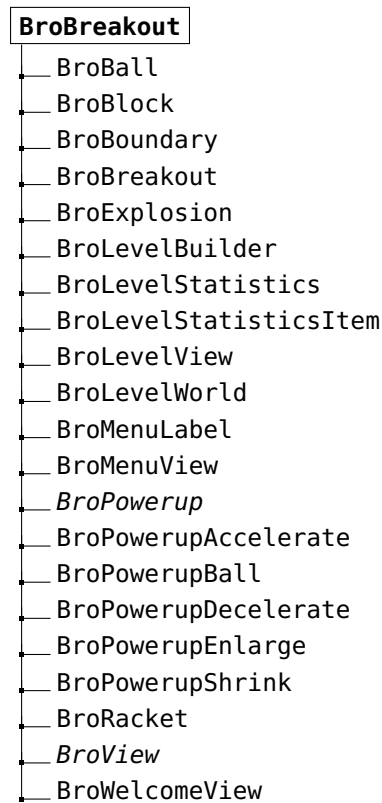 BroBreakout
BroBall
BroBlock
BroBoundary
BroBreakout
BroExplosion
BroLevelBuilder
BroLevelStatistics
BroLevelStatisticsItem
BroLevelView
BroLevelWorld
BroMenuLabel
BroMenuView
BroPowerup
BroPowerupAccelerate
BroPowerupBall
BroPowerupDecelerate
BroPowerupEnlarge
BroPowerupShrink
BroRacket
BroView
BroWelcomeView